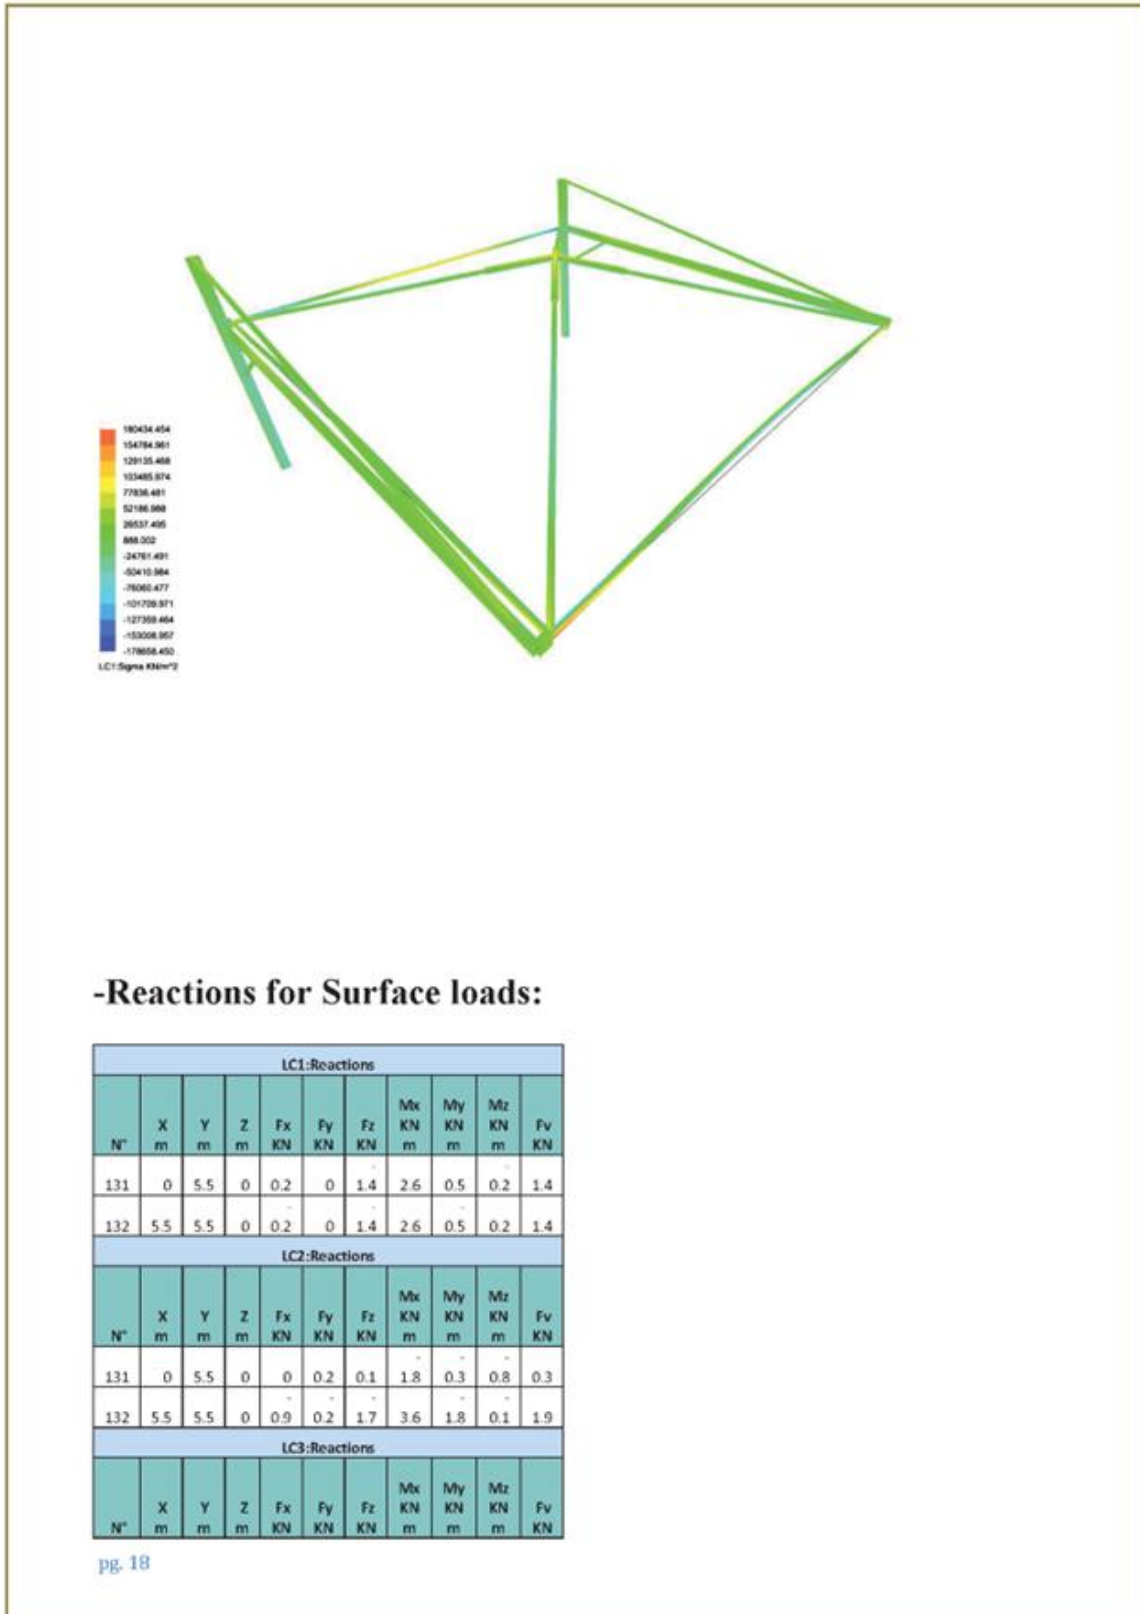 180434.454
154784.961
129135.468
103485.974
77836.481
52186.988
26537.495
888.002
-24761.491
-50410.984
-76060.477
-101709.971
-127359.464
-153008.957
-178658.450
LC1:Sigma KN/m^2
-Reactions for Surface loads:
LC1:Reactions
N° X m Y m Z m Fx KN Fy KN Fz KN Mx KN m My KN m Mz KN m Fv KN
131 0 5.5 0 0.2 0 -1.4 2.6 0.5 -0.2 1.4
132 5.5 5.5 0 -0.2 0 -1.4 2.6 -0.5 0.2 1.4
LC2:Reactions
N° X m Y m Z m Fx KN Fy KN Fz KN Mx KN m My KN m Mz KN m Fv KN
131 0 5.5 0 0 0.2 0.1 -1.8 -0.3 -0.8 0.3
132 5.5 5.5 0 -0.9 -0.2 -1.7 3.6 -1.8 -0.1 1.9
LC3:Reactions
N° X m Y m Z m Fx KN Fy KN Fz KN Mx KN m My KN m Mz KN m Fv KN
pg. 18